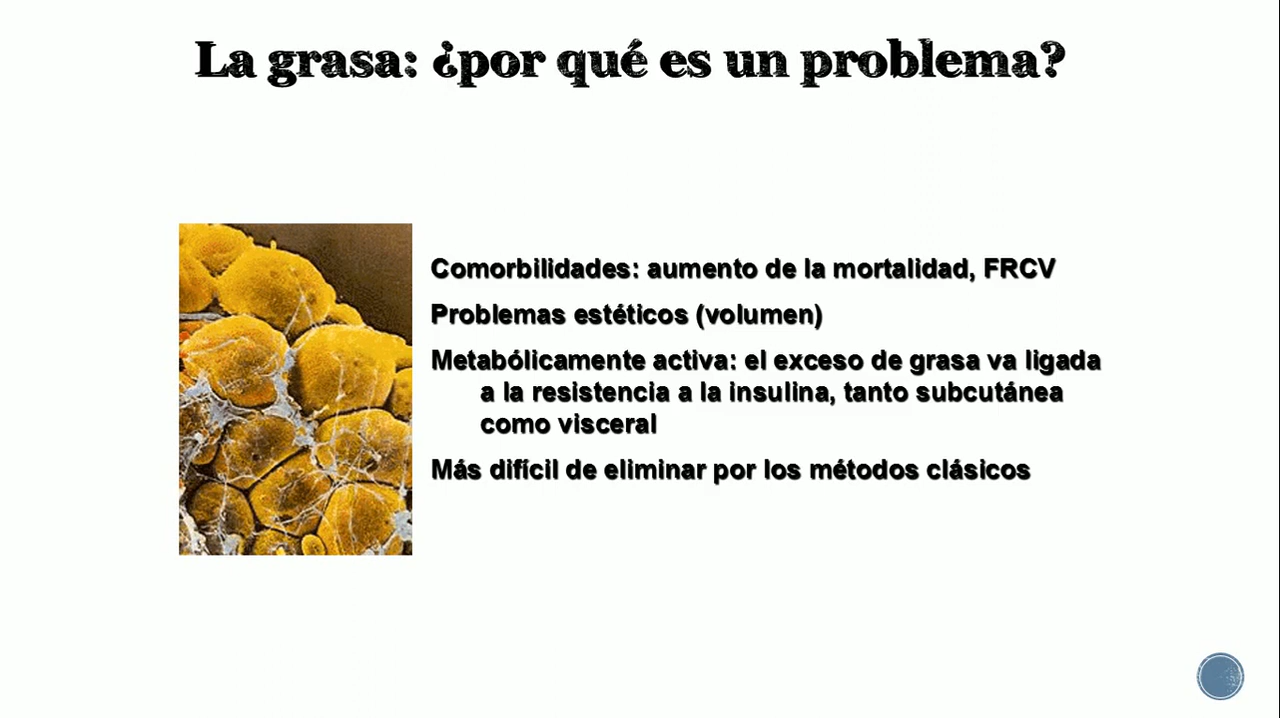 La grasa: ¿por qué es un problema?
Comorbilidades: aumento de la mortalidad, FRCV
Problemas estéticos (volumen)
Metabólicamente activa: el exceso de grasa va ligada
a la resistencia a la insulina, tanto subcutánea
como visceral
Más difícil de eliminar por los métodos clásicos